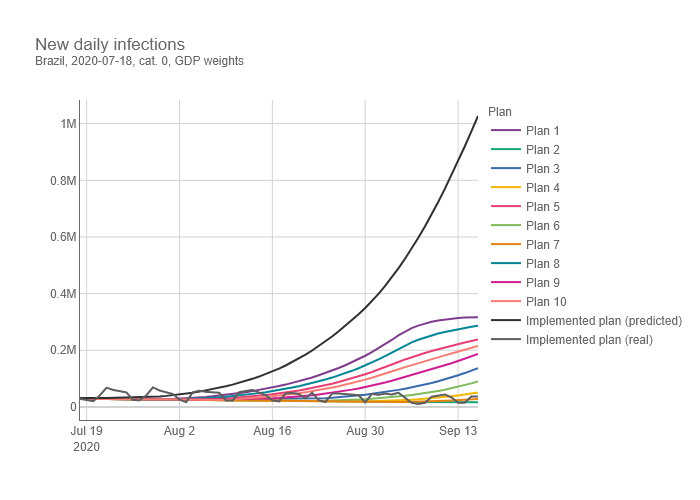 New daily infections
Brazil, 2020-07-18, cat. 0, GDP weights
1M
0.8M
0.6M
0.4M
0.2M
0
Jul 19
2020
Aug 2
Aug 16
Aug 30
Sep 13
Plan
Plan 1
Plan 2
Plan 3
Plan 4
Plan 5
Plan 6
Plan 7
Plan 8
Plan 9
Plan 10
Implemented plan (predicted)
Implemented plan (real)